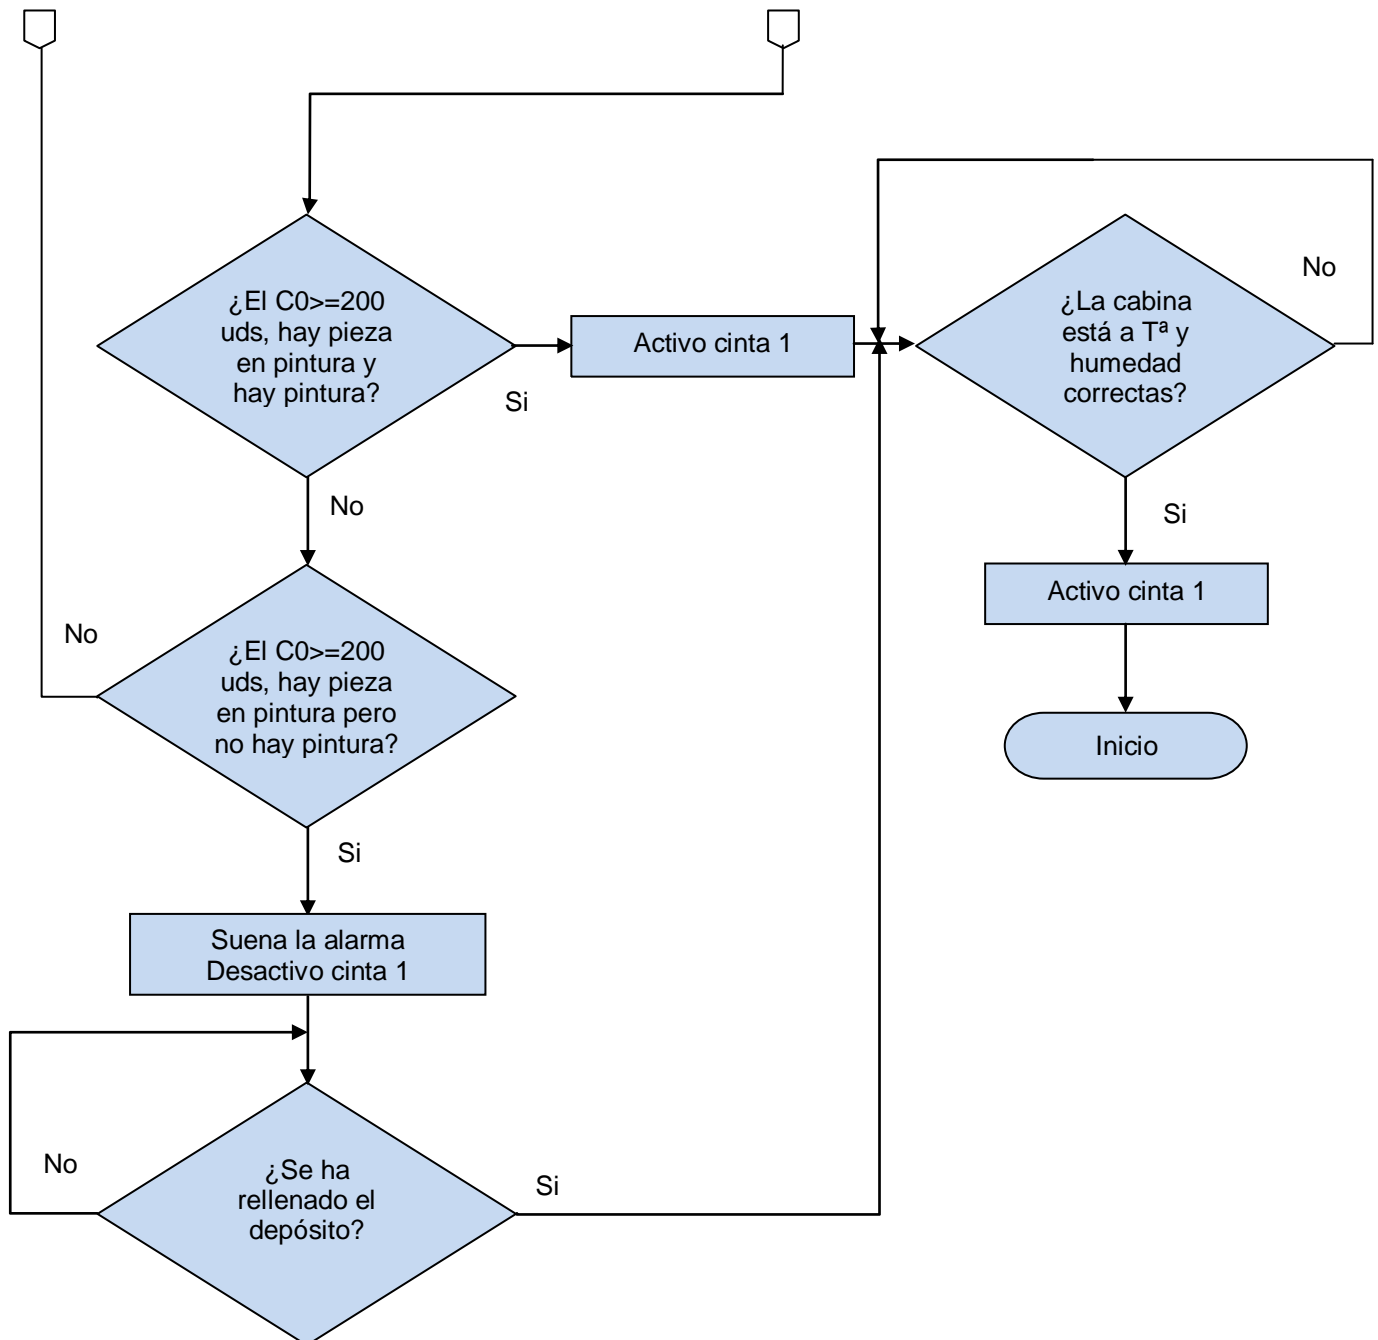 ¿El C0>=200
uds, hay pieza
en pintura y
hay pintura?
Si
No
Activo cinta 1
¿La cabina
está a Tª y
humedad
correctas?
No
Si
Activo cinta 1
Inicio
¿El C0>=200
uds, hay pieza
en pintura pero
no hay pintura?
No
Si
Suena la alarma
Desactivo cinta 1
¿Se ha
rellenado el
depósito?
No
Si